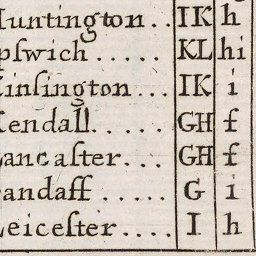 Huntington . . IK h
Ipſwich . . . . . KL hi
Kinſington . . . IK i
Kendall. . . . . . GH f
Lancaſter. . . . GH f
Landaff . . . . . G i
Leiceſter. . . . . I h